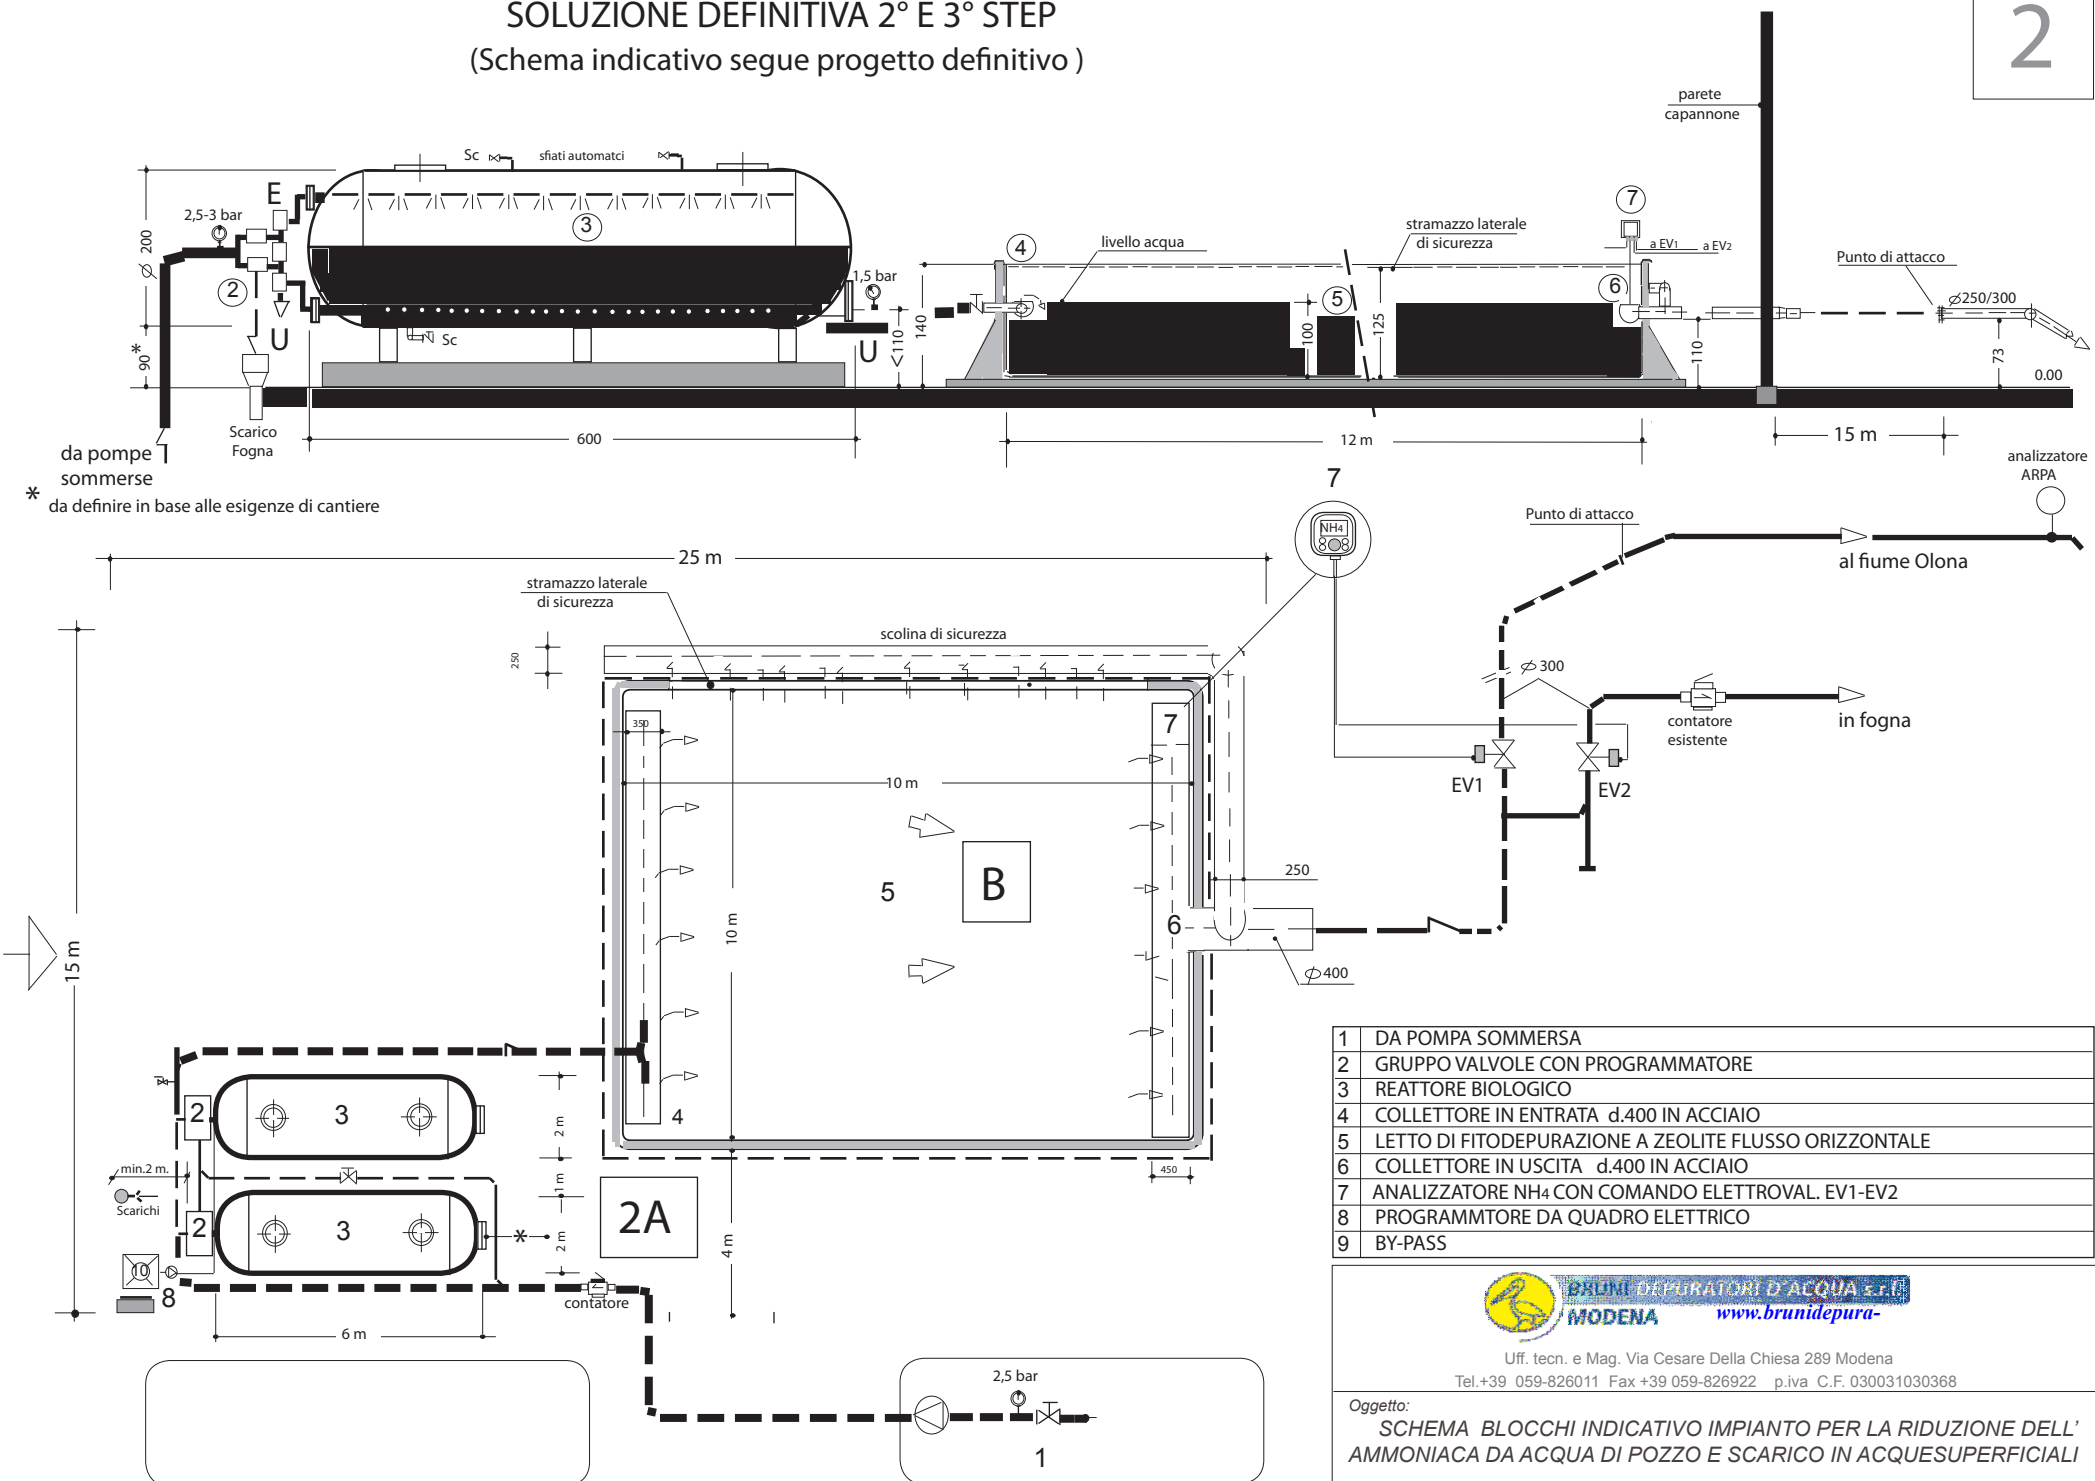 SOLUZIONE DEFINITIVA 2° E 3° STEP
(Schema indicativo segue progetto definitivo )
2
parete
capannone
Sc
sfiati automatci
E
2,5-3 bar
3
Ø 200
2
U
90*
Sc
1,5 bar
U
<110
140
4
livello acqua
stramazzo laterale
di sicurezza
7
a EV1
a EV2
5
6
100
125
110
Punto di attacco
Ø250/300
73
0.00
Scarico
Fogna
600
12 m
15 m
da pompe
sommerse
* da definire in base alle esigenze di cantiere
analizzatore
ARPA
7
NH4
Punto di attacco
al fiume Olona
25 m
stramazzo laterale
di sicurezza
scolina di sicurezza
250
Ø 300
contatore
esistente
in fogna
EV1
EV2
350
7
10 m
10 m
5
B
6
250
Ø400
15 m
4
450
2
3
2 m
1 m
2 m
min.2 m.
Scarichi
2
3
*
2A
4 m
10
8
contatore
6 m
2,5 bar
1
1 DA POMPA SOMMERSA
2 GRUPPO VALVOLE CON PROGRAMMATORE
3 REATTORE BIOLOGICO
4 COLLETTORE IN ENTRATA d.400 IN ACCIAIO
5 LETTO DI FITODEPURAZIONE A ZEOLITE FLUSSO ORIZZONTALE
6 COLLETTORE IN USCITA d.400 IN ACCIAIO
7 ANALIZZATORE NH4 CON COMANDO ELETTROVAL. EV1-EV2
8 PROGRAMMTORE DA QUADRO ELETTRICO
9 BY-PASS
BRUNI DEPURATORI D'ACQUA s.r.l.
MODENA www.brunidepura-
Uff. tecn. e Mag. Via Cesare Della Chiesa 289 Modena
Tel.+39 059-826011 Fax +39 059-826922 p.iva C.F. 030031030368
Oggetto:
SCHEMA BLOCCHI INDICATIVO IMPIANTO PER LA RIDUZIONE DELL'
AMMONIACA DA ACQUA DI POZZO E SCARICO IN ACQUESUPERFICIALI